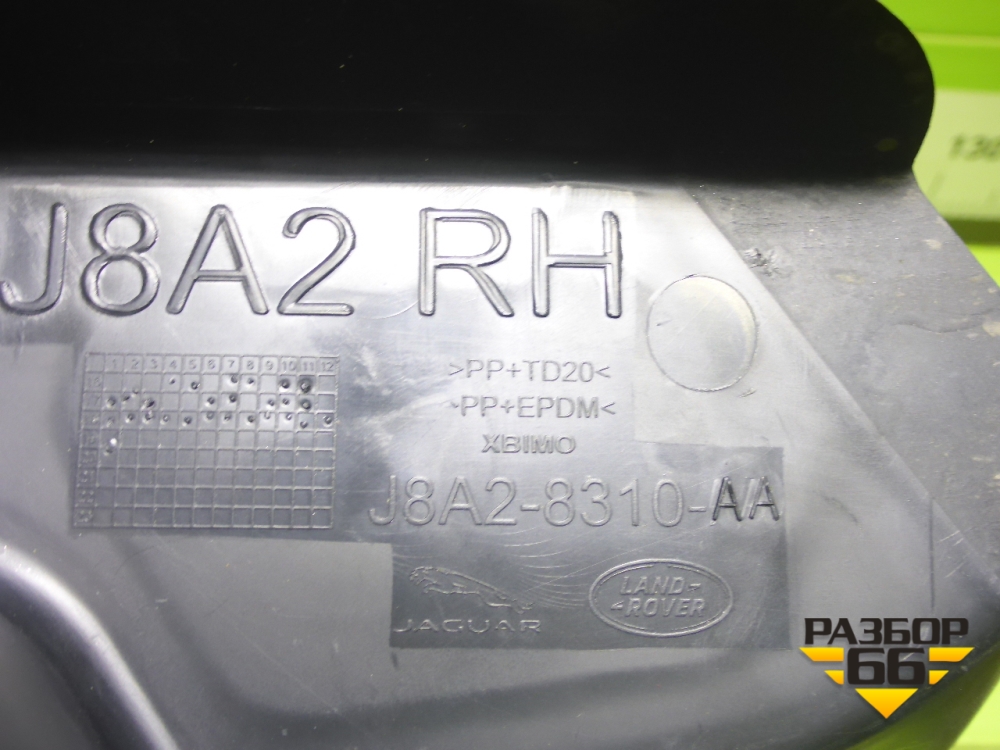 130
J8A2 RH
1 2 3 4 5 6 7 8 9 10 11 12
>PP+TD20<
>PP+EPDM<
XBIMO
J8A2-8310-AA
JAGUAR
LAND-
-ROVER
РАЗБОР
66